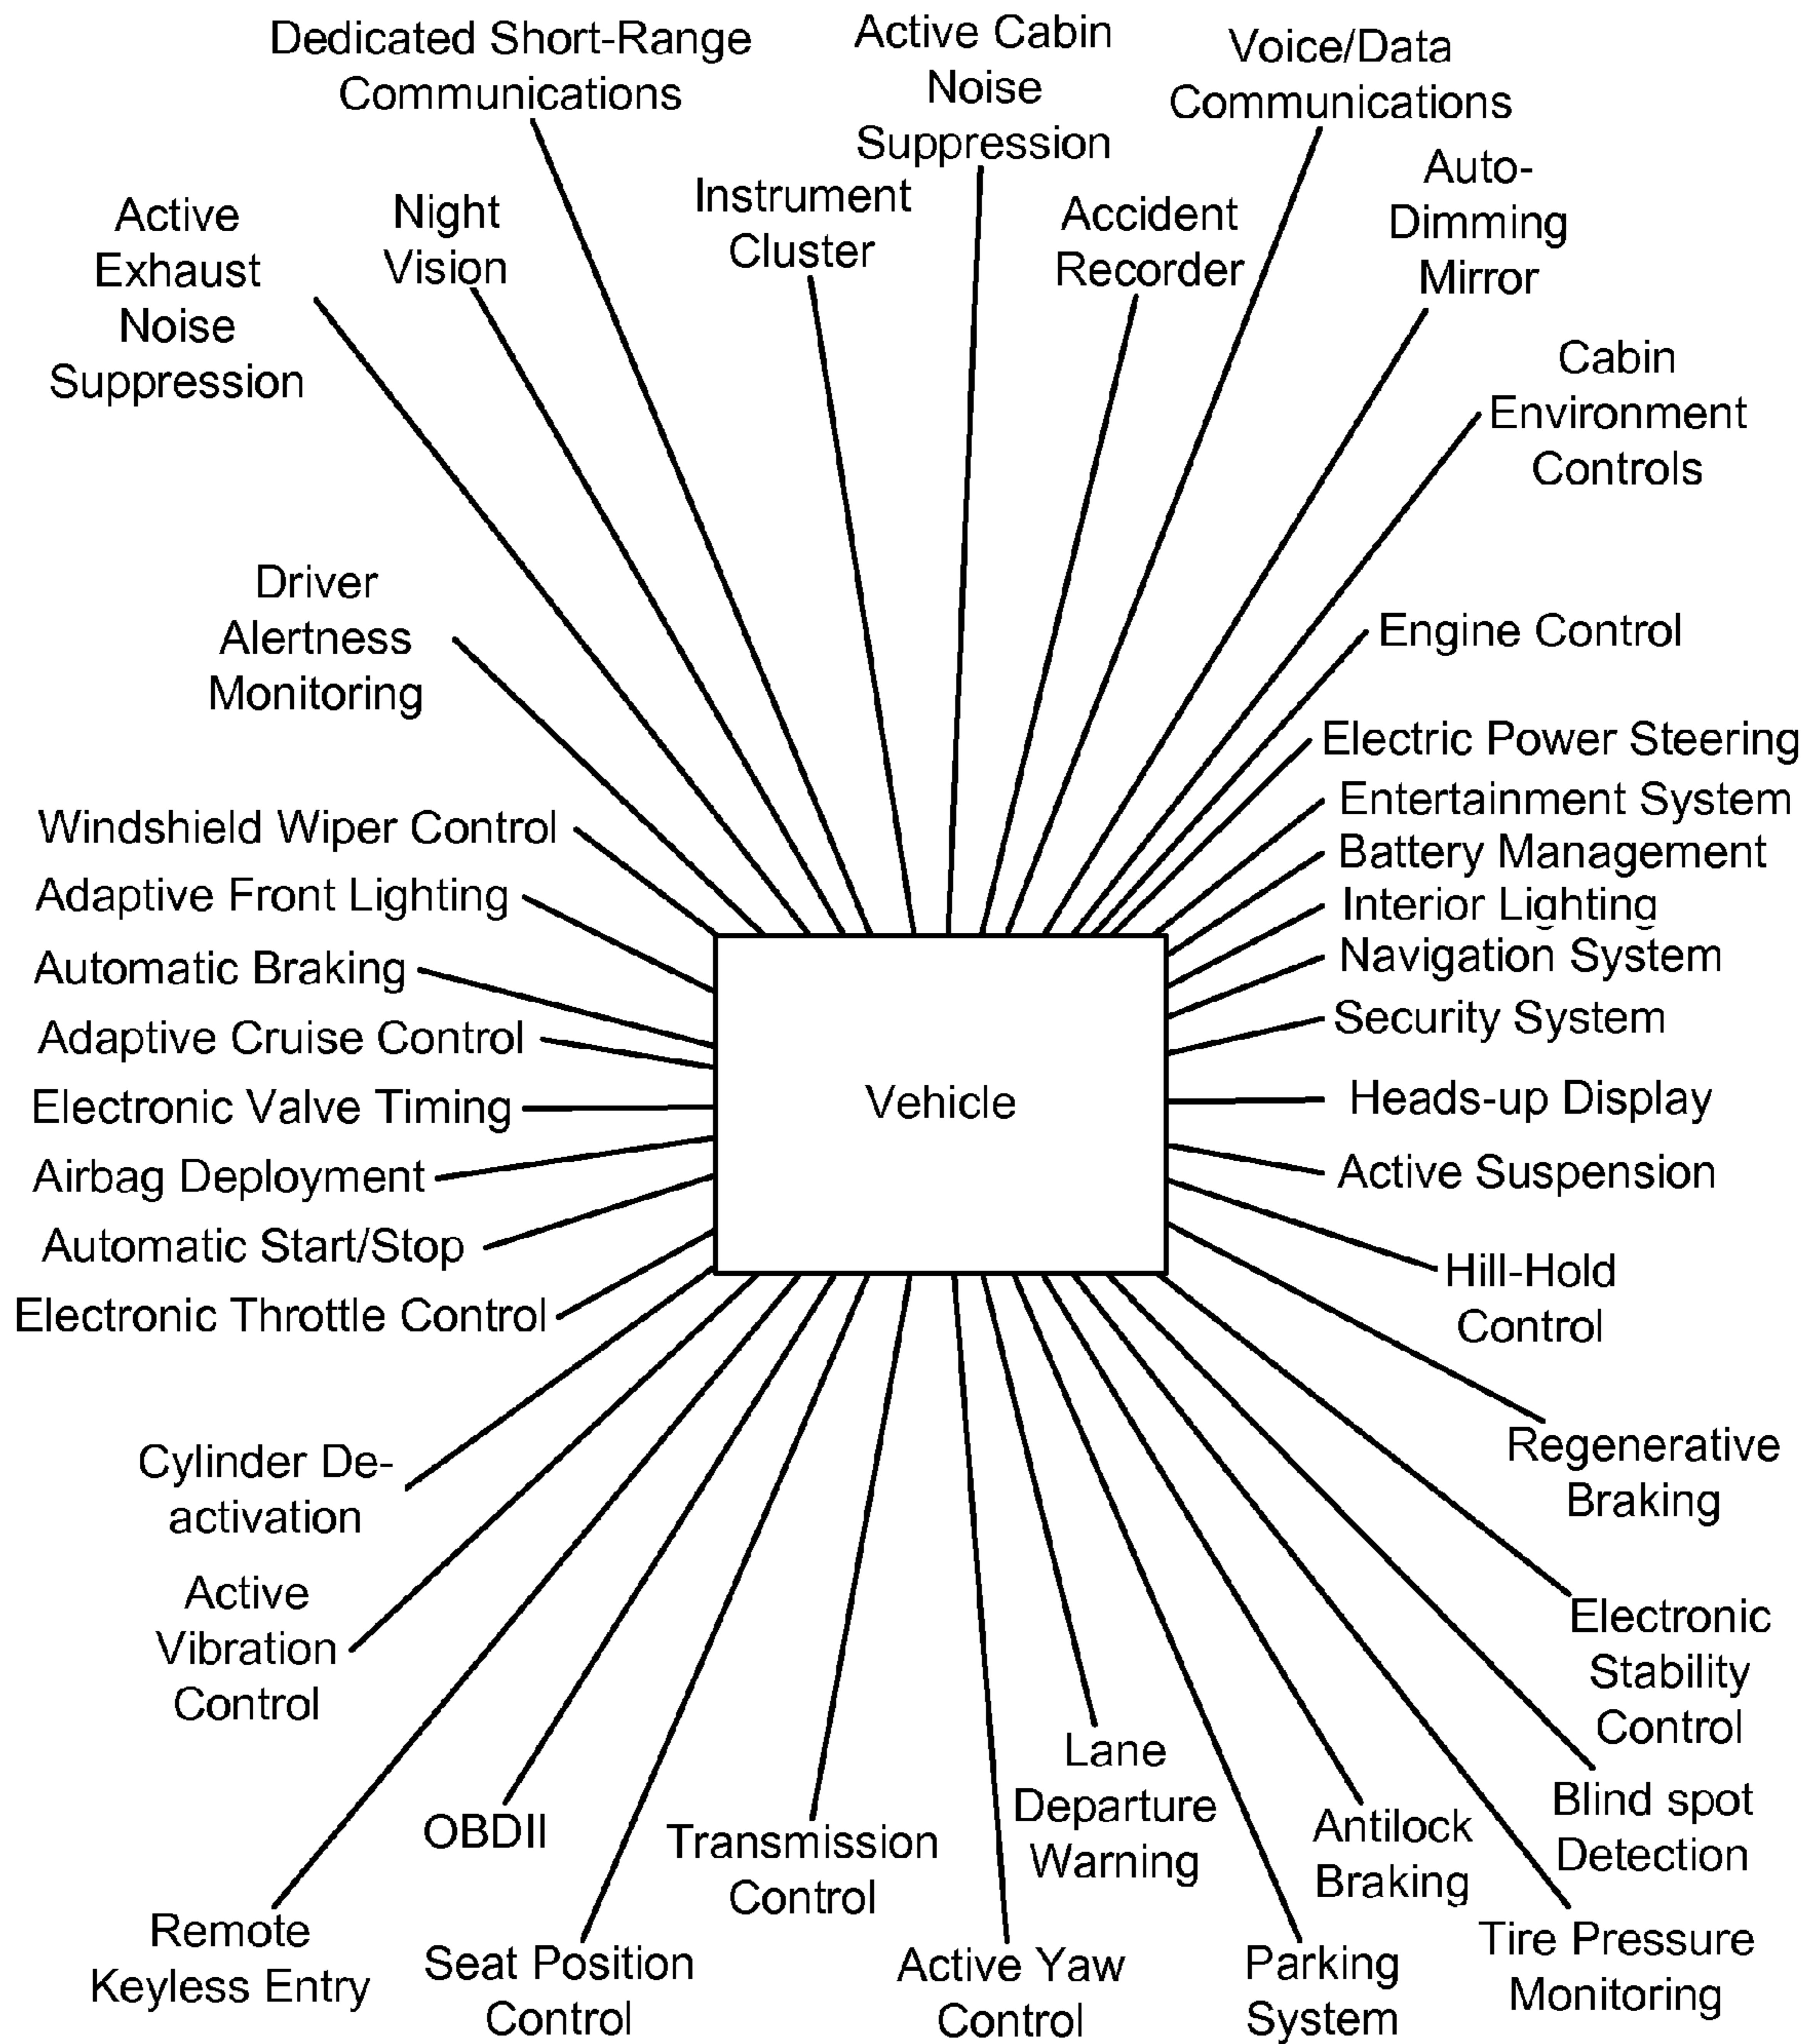 Dedicated Short-Range
Communications
Active Cabin
Noise
Suppression
Voice/Data
Communications
Active
Exhaust
Noise
Suppression
Night
Vision
Instrument
Cluster
Accident
Recorder
Auto-
Dimming
Mirror
Cabin
Environment
Controls
Driver
Alertness
Monitoring
Engine Control
Electric Power Steering
Entertainment System
Battery Management
Interior Lighting
Navigation System
Security System
Heads-up Display
Active Suspension
Hill-Hold
Control
Regenerative
Braking
Electronic
Stability
Control
Blind spot
Detection
Tire Pressure
Monitoring
Windshield Wiper Control
Adaptive Front Lighting
Automatic Braking
Adaptive Cruise Control
Electronic Valve Timing
Airbag Deployment
Automatic Start/Stop
Electronic Throttle Control
Vehicle
Cylinder De-
activation
Active
Vibration
Control
Remote
Keyless Entry
OBDII
Seat Position
Control
Transmission
Control
Active Yaw
Control
Lane
Departure
Warning
Parking
System
Antilock
Braking